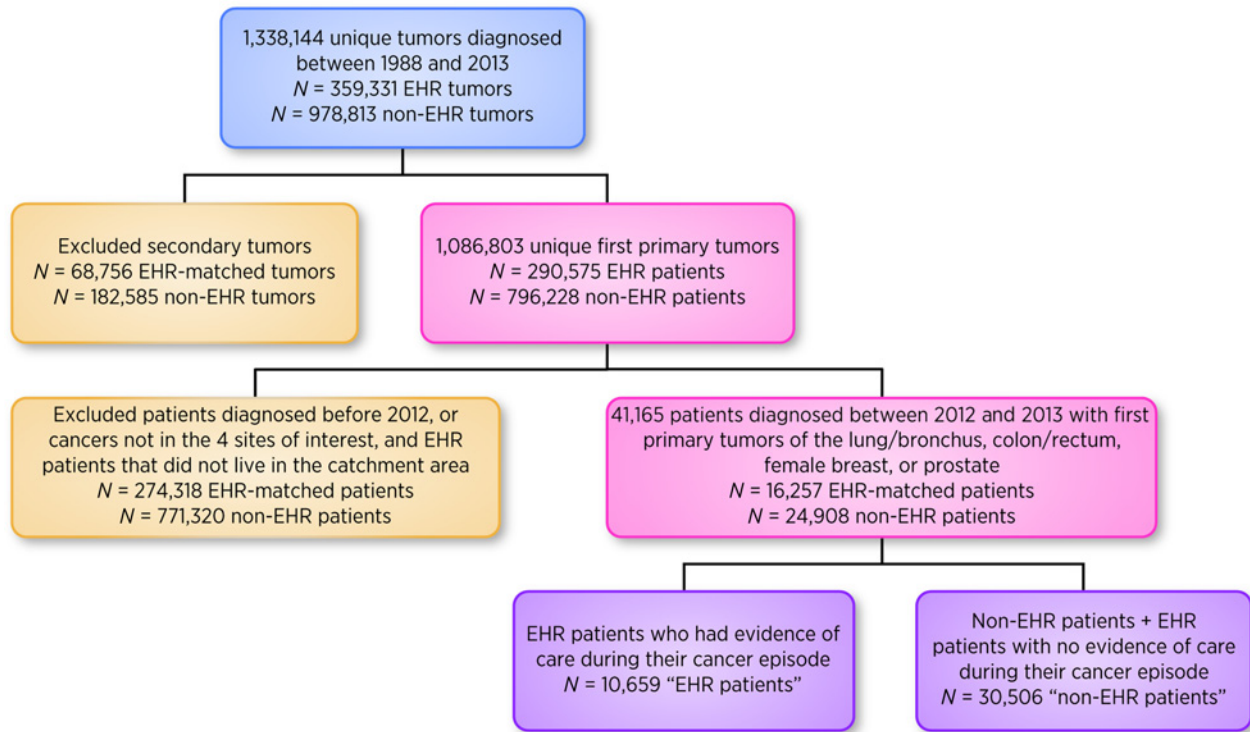 1,338,144 unique tumors diagnosed
between 1988 and 2013
N = 359,331 EHR tumors
N = 978,813 non-EHR tumors
Excluded secondary tumors
N = 68,756 EHR-matched tumors
N = 182,585 non-EHR tumors
1,086,803 unique first primary tumors
N = 290,575 EHR patients
N = 796,228 non-EHR patients
Excluded patients diagnosed before 2012, or
cancers not in the 4 sites of interest, and EHR
patients that did not live in the catchment area
N = 274,318 EHR-matched patients
N = 771,320 non-EHR patients
41,165 patients diagnosed between 2012 and 2013 with first
primary tumors of the lung/bronchus, colon/rectum,
female breast, or prostate
N = 16,257 EHR-matched patients
N = 24,908 non-EHR patients
EHR patients who had evidence of
care during their cancer episode
N = 10,659 “EHR patients”
Non-EHR patients + EHR
patients with no evidence of care
during their cancer episode
N = 30,506 “non-EHR patients”